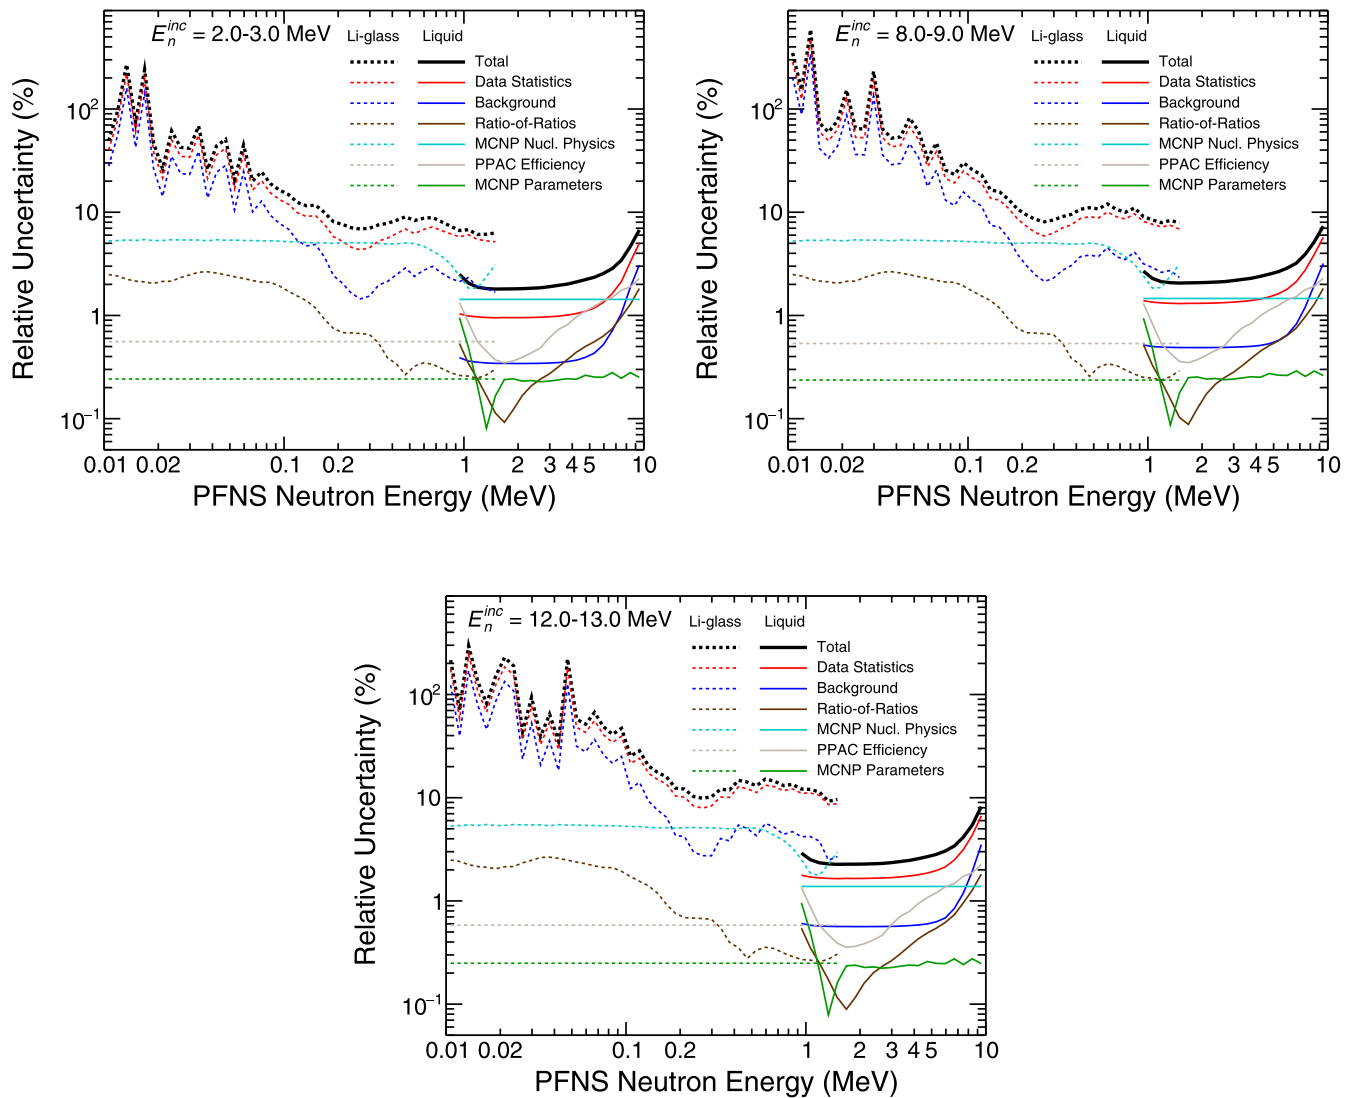 E_n^inc = 2.0-3.0 MeV
Li-glass Liquid
Total
Data Statistics
Background
Ratio-of-Ratios
MCNP Nucl. Physics
PPAC Efficiency
MCNP Parameters
Relative Uncertainty (%)
10²
10
1
10⁻¹
0.01 0.02 0.1 0.2 1 2 3 4 5 10
PFNS Neutron Energy (MeV)
E_n^inc = 8.0-9.0 MeV
Li-glass Liquid
Total
Data Statistics
Background
Ratio-of-Ratios
MCNP Nucl. Physics
PPAC Efficiency
MCNP Parameters
Relative Uncertainty (%)
10²
10
1
10⁻¹
0.01 0.02 0.1 0.2 1 2 3 4 5 10
PFNS Neutron Energy (MeV)
E_n^inc = 12.0-13.0 MeV
Li-glass Liquid
Total
Data Statistics
Background
Ratio-of-Ratios
MCNP Nucl. Physics
PPAC Efficiency
MCNP Parameters
Relative Uncertainty (%)
10²
10
1
10⁻¹
0.01 0.02 0.1 0.2 1 2 3 4 5 10
PFNS Neutron Energy (MeV)